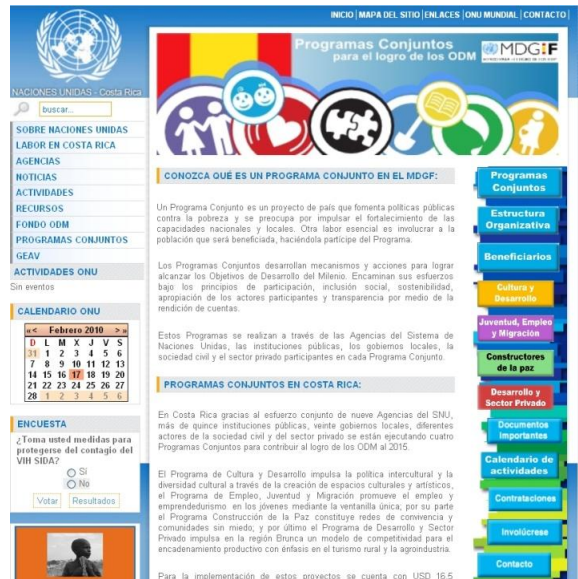 INICIO | MAPA DEL SITIO | ENLACES | ONU MUNDIAL | CONTACTO |
NACIONES UNIDAS - Costa Rica
buscar...
SOBRE NACIONES UNIDAS
LABOR EN COSTA RICA
AGENCIAS
NOTICIAS
ACTIVIDADES
RECURSOS
FONDO ODM
PROGRAMAS CONJUNTOS
GEAV
ACTIVIDADES ONU
Sin eventos
CALENDARIO ONU
«< Febrero 2010 >»
D L M X J V S
31 1 2 3 4 5 6
7 8 9 10 11 12 13
14 15 16 17 18 19 20
21 22 23 24 25 26 27
28 1 2 3 4 5 6
ENCUESTA
¿Toma usted medidas para
protegerse del contagio del
VIH SIDA?
Sí
No
Votar Resultados
Programas Conjuntos
para el logro de los ODM
MDGIF
CONOZCA QUÉ ES UN PROGRAMA CONJUNTO EN EL MDGF:
Un Programa Conjunto es un proyecto de país que fomenta políticas públicas
contra la pobreza y se preocupa por impulsar el fortalecimiento de las
capacidades nacionales y locales. Otra labor esencial es involucrar a la
población que será beneficiada, haciéndola partícipe del Programa.
Los Programas Conjuntos desarrollan mecanismos y acciones para lograr
alcanzar los Objetivos de Desarrollo del Milenio. Encaminan sus esfuerzos
bajo los principios de participación, inclusión social, sostenibilidad,
apropiación de los actores participantes y transparencia por medio de la
rendición de cuentas.
Estos Programas se realizan a través de las Agencias del Sistema de
Naciones Unidas, las instituciones públicas, los gobiernos locales, la
sociedad civil y el sector privado participantes en cada Programa Conjunto.
PROGRAMAS CONJUNTOS EN COSTA RICA:
En Costa Rica gracias al esfuerzo conjunto de nueve Agencias del SNU,
más de quince instituciones públicas, veinte gobiernos locales, diferentes
actores de la sociedad civil y del sector privado se están ejecutando cuatro
Programas Conjuntos para contribuir al logro de los ODM al 2015.
El Programa de Cultura y Desarrollo impulsa la política intercultural y la
diversidad cultural a través de la creación de espacios culturales y artísticos,
el Programa de Empleo, Juventud y Migración promueve el empleo y
emprendedurismo en los jóvenes mediante la ventanilla única; por su parte
el Programa Construcción de la Paz constituye redes de convivencia y
comunidades sin miedo; y por último el Programa de Desarrollo y Sector
Privado impulsa en la región Brunca un modelo de competitividad para el
encadenamiento productivo con énfasis en el turismo rural y la agroindustria.
Para la implementación de estos proyectos se cuenta con USD 16,5
Programas
Conjuntos
Estructura
Organizativa
Beneficiarios
Cultura y
Desarrollo
Juventud, Empleo
y Migración
Constructores
de la paz
Desarrollo y
Sector Privado
Documentos
Importantes
Calendario de
actividades
Contrataciones
Involúcrese
Contacto